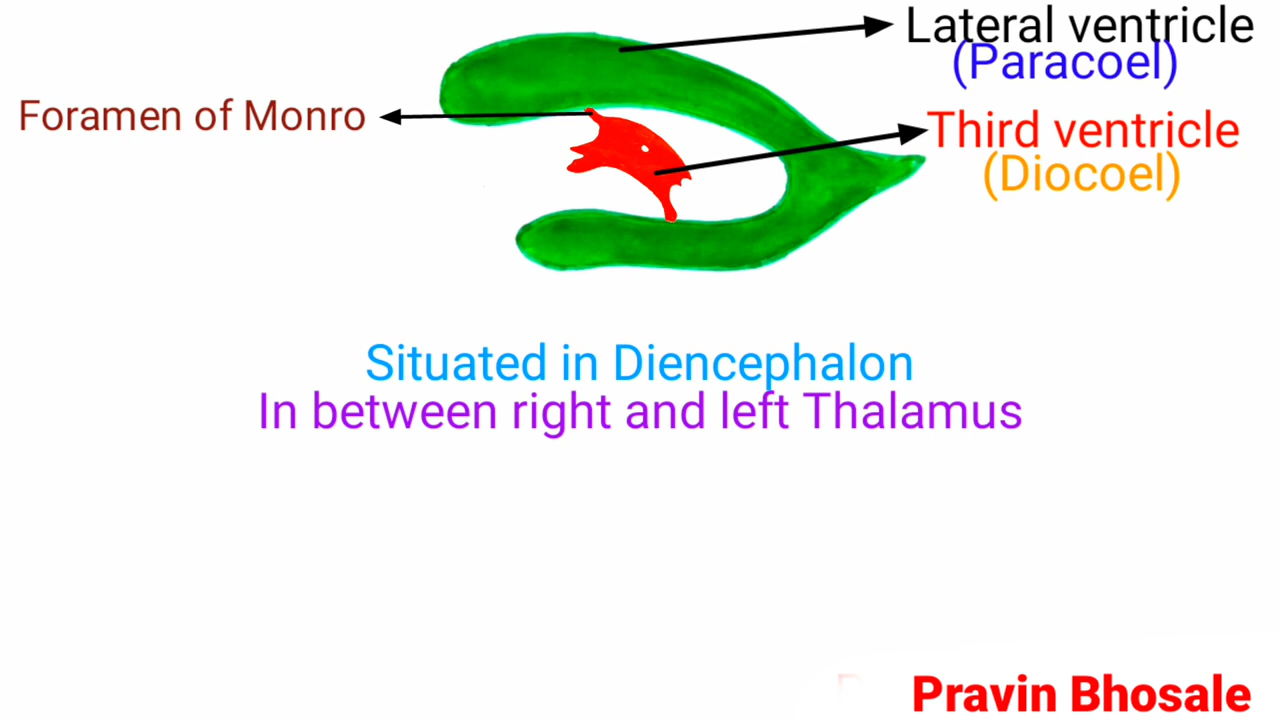 Lateral ventricle
(Paracoel)
Foramen of Monro
Third ventricle
(Diocoel)
Situated in Diencephalon
In between right and left Thalamus
Pravin Bhosale